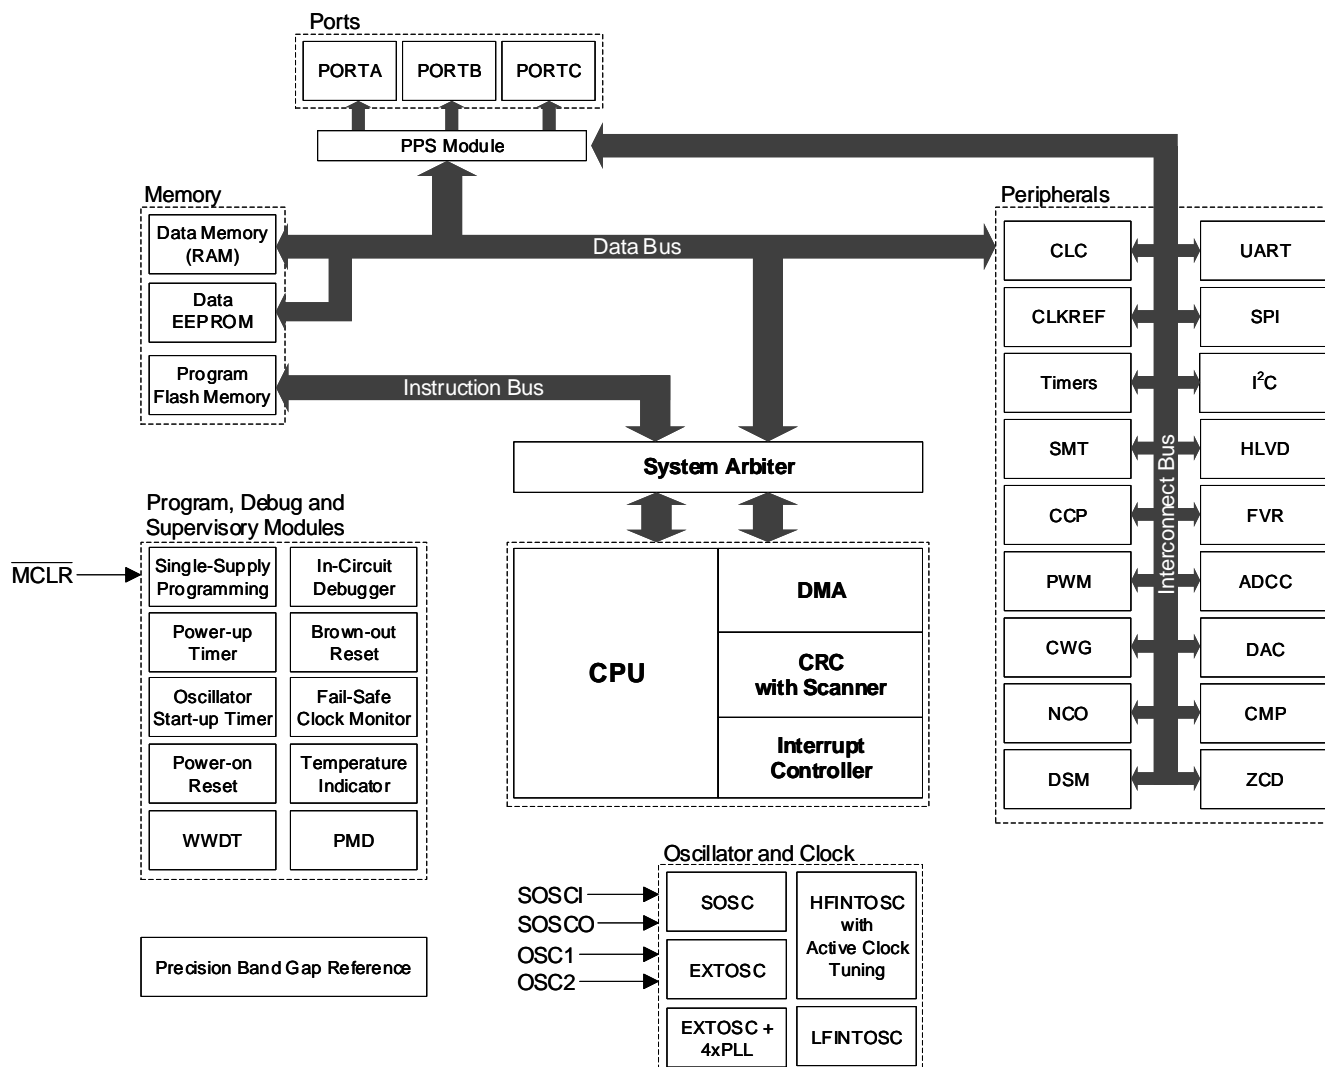 Ports
PORTA
PORTB
PORTC
PPS Module
Memory
Data Memory
(RAM)
Data
EEPROM
Program
Flash Memory
Data Bus
Instruction Bus
System Arbiter
Peripherals
CLC
UART
CLKREF
SPI
Timers
I²C
SMT
HLVD
CCP
FVR
PWM
ADCC
CWG
DAC
NCO
CMP
DSM
ZCD
Interconnect Bus
Program, Debug and
Supervisory Modules
MCLR
Single-Supply
Programming
In-Circuit
Debugger
Power-up
Timer
Brown-out
Reset
Oscillator
Start-up Timer
Fail-Safe
Clock Monitor
Power-on
Reset
Temperature
Indicator
WWDT
PMD
CPU
DMA
CRC
with Scanner
Interrupt
Controller
Precision Band Gap Reference
Oscillator and Clock
SOSCI
SOSCO
OSC1
OSC2
SOSC
HFINTOSC
with
Active Clock
Tuning
EXTOSC
EXTOSC +
4xPLL
LFINTOSC